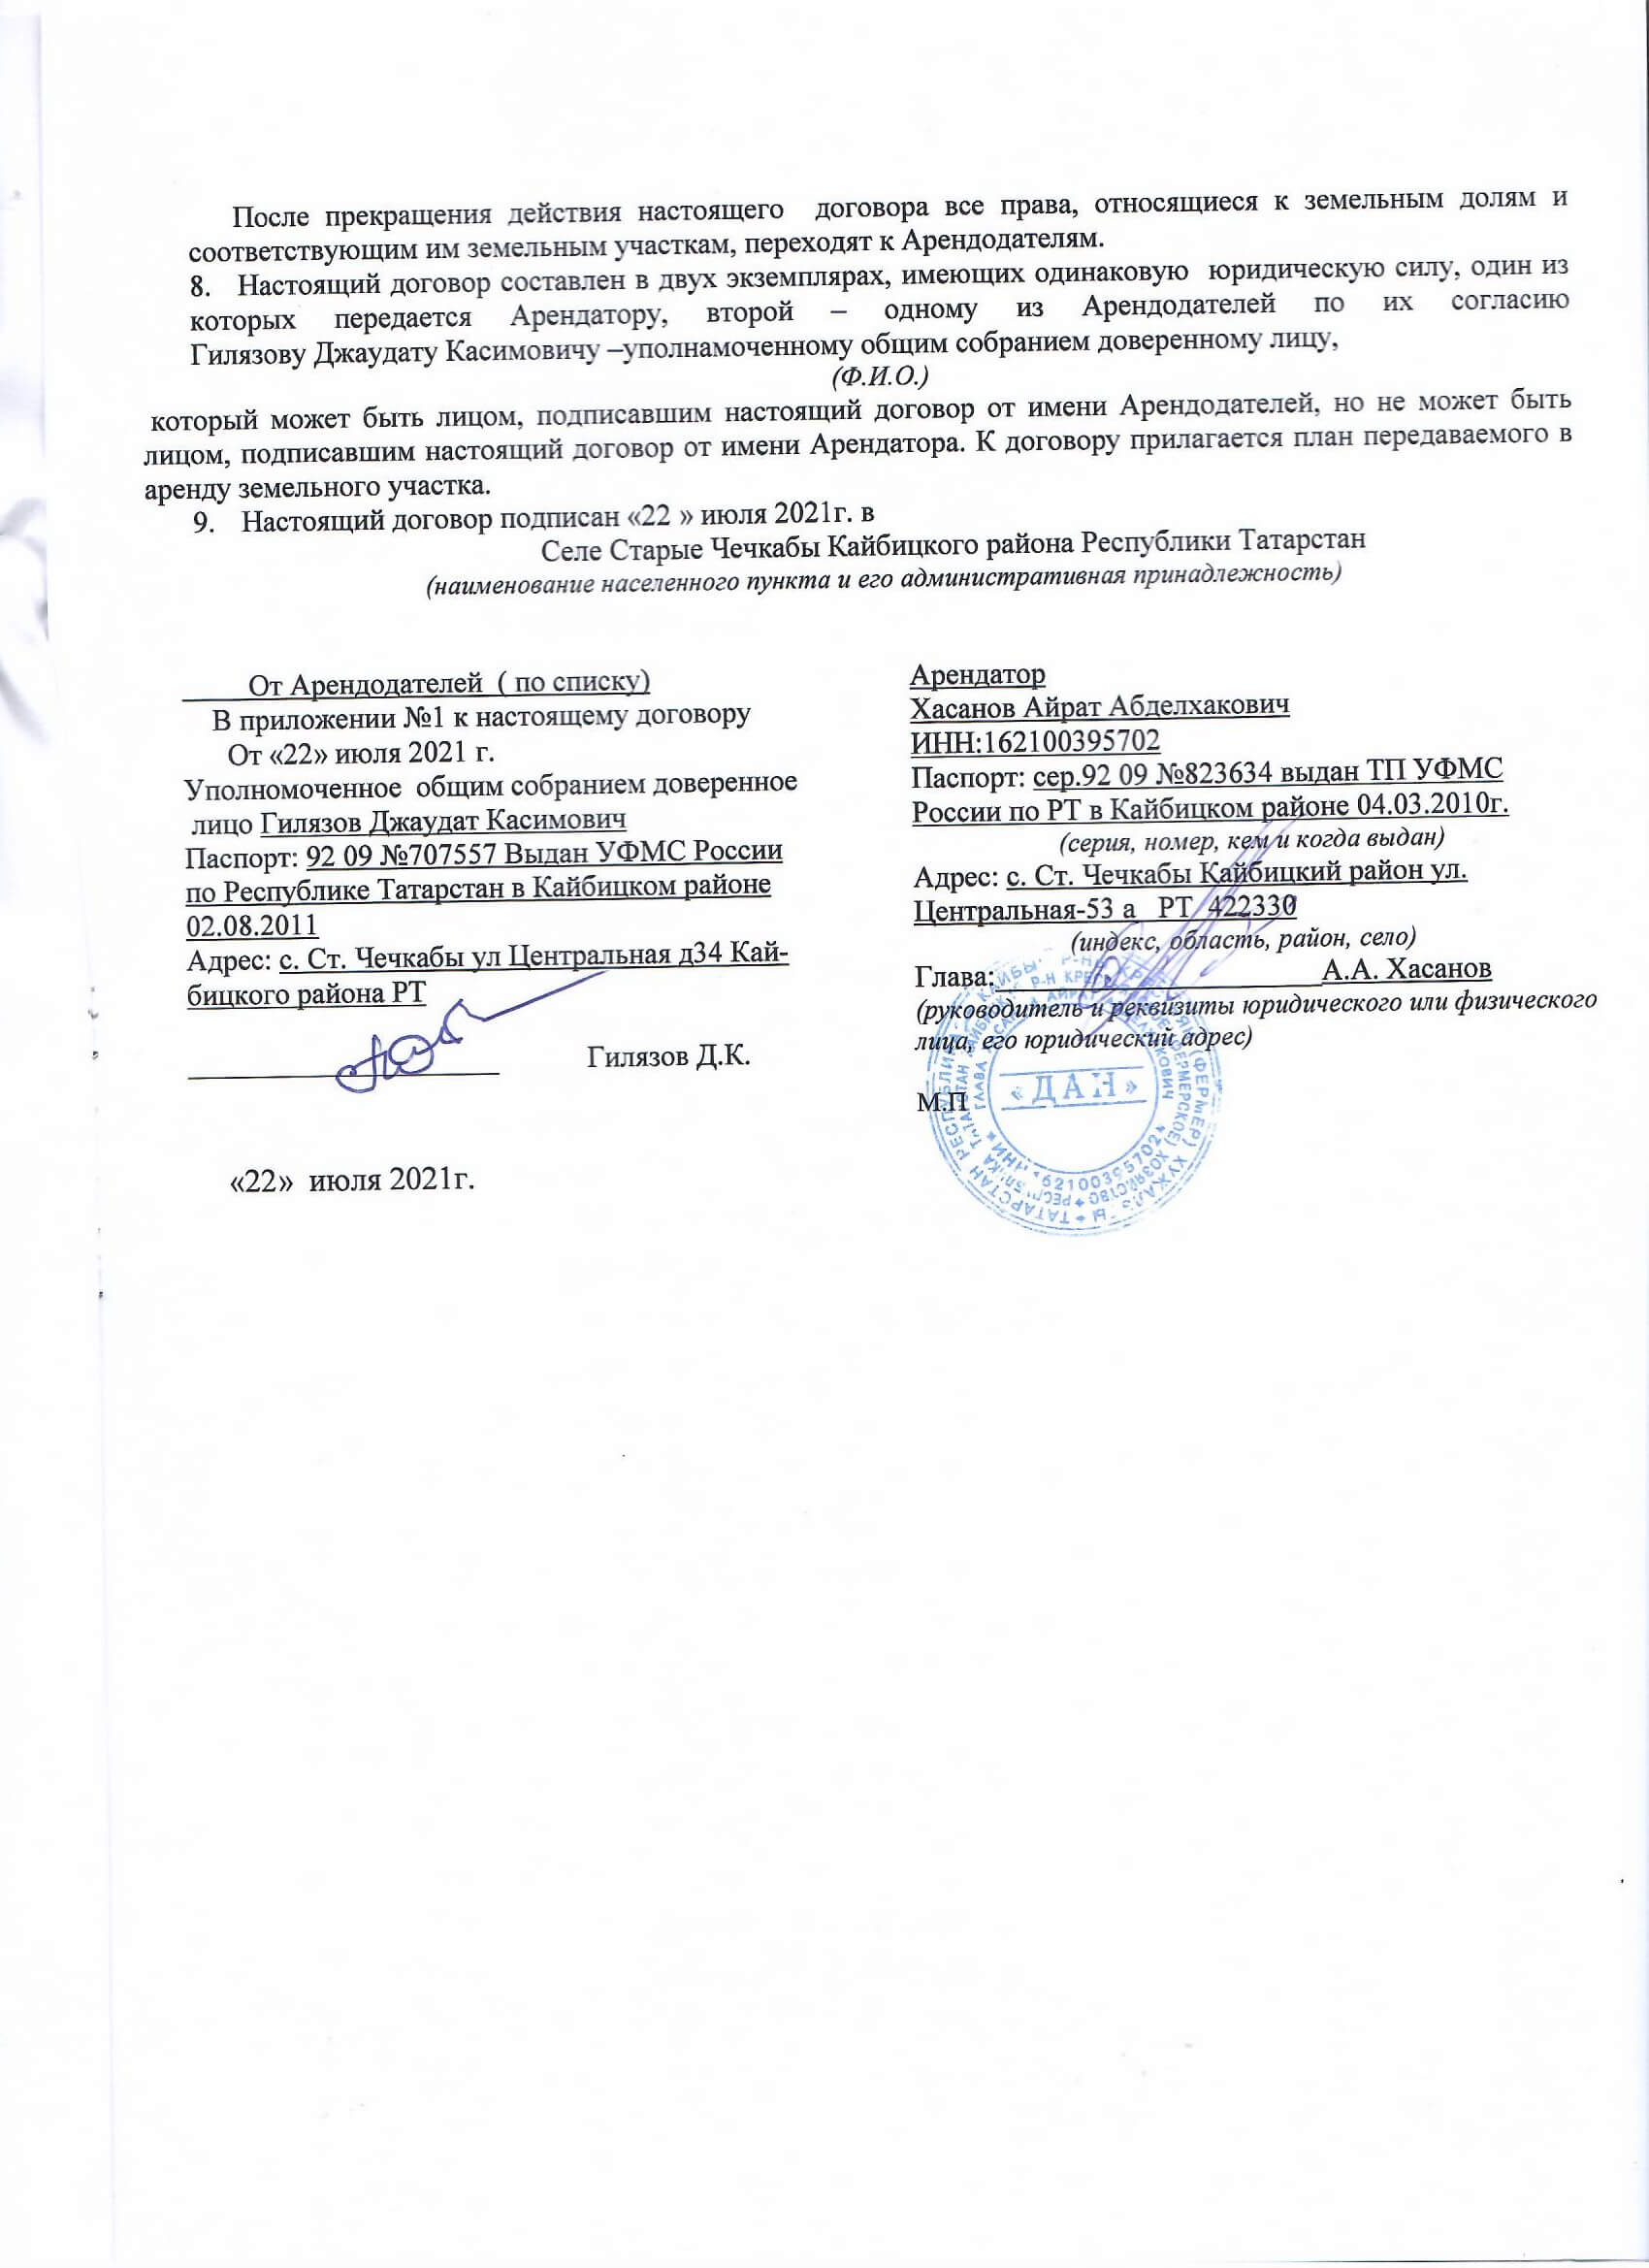 После прекращения действия настоящего договора все права, относящиеся к земельным долям и
соответствующим им земельным участкам, переходят к Арендодателям.
8. Настоящий договор составлен в двух экземплярах, имеющих одинаковую юридическую силу, один из
которых передается Арендатору, второй – одному из Арендодателей по их согласию
Гилязову Джаудату Касимовичу –уполнамоченному общим собранием доверенному лицу,
(Ф.И.О.)
который может быть лицом, подписавшим настоящий договор от имени Арендодателей, но не может быть
лицом, подписавшим настоящий договор от имени Арендатора. К договору прилагается план передаваемого в
аренду земельного участка.
9. Настоящий договор подписан «22 » июля 2021г. в
Селе Старые Чечкабы Кайбицкого района Республики Татарстан
(наименование населенного пункта и его административная принадлежность)
От Арендодателей ( по списку)
В приложении №1 к настоящему договору
От «22» июля 2021 г.
Уполномоченное общим собранием доверенное
лицо Гилязов Джаудат Касимович
Паспорт: 92 09 №707557 Выдан УФМС России
по Республике Татарстан в Кайбицком районе
02.08.2011
Адрес: с. Ст. Чечкабы ул Центральная д34 Кай-
бицкого района РТ
Гилязов Д.К.
«22» июля 2021г.
Арендатор
Хасанов Айрат Абделхакович
ИНН:162100395702
Паспорт: сер.92 09 №823634 выдан ТП УФМС
России по РТ в Кайбицком районе 04.03.2010г.
(серия, номер, кем и когда выдан)
Адрес: с. Ст. Чечкабы Кайбицкий район ул.
Центральная-53 а РТ 422330
(индекс, область, район, село)
Глава: А.А. Хасанов
(руководитель и реквизиты юридического или физического
лица, его юридический адрес)
М.П
«ДАН»